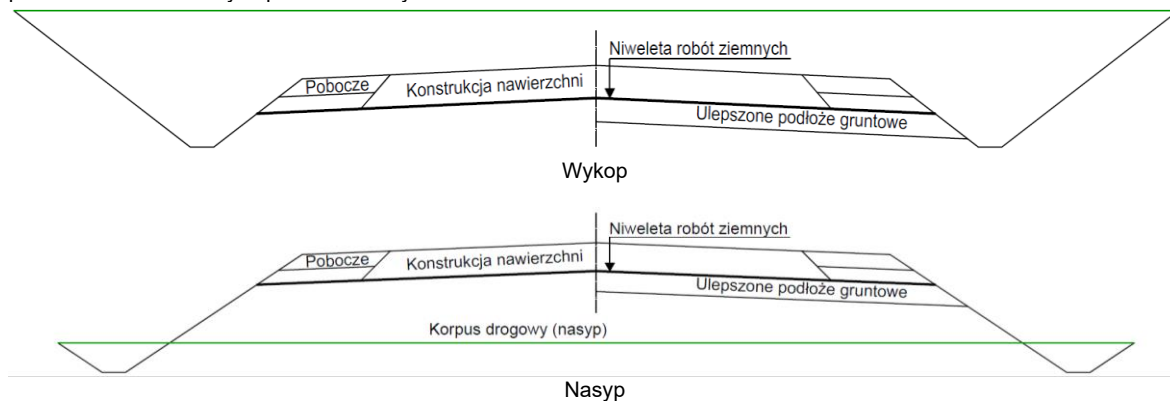 Niweleta robót ziemnych
Pobocze
Konstrukcja nawierzchni
Ulepszone podłoże gruntowe
Wykop
Niweleta robót ziemnych
Pobocze
Konstrukcja nawierzchni
Ulepszone podłoże gruntowe
Korpus drogowy (nasyp)
Nasyp